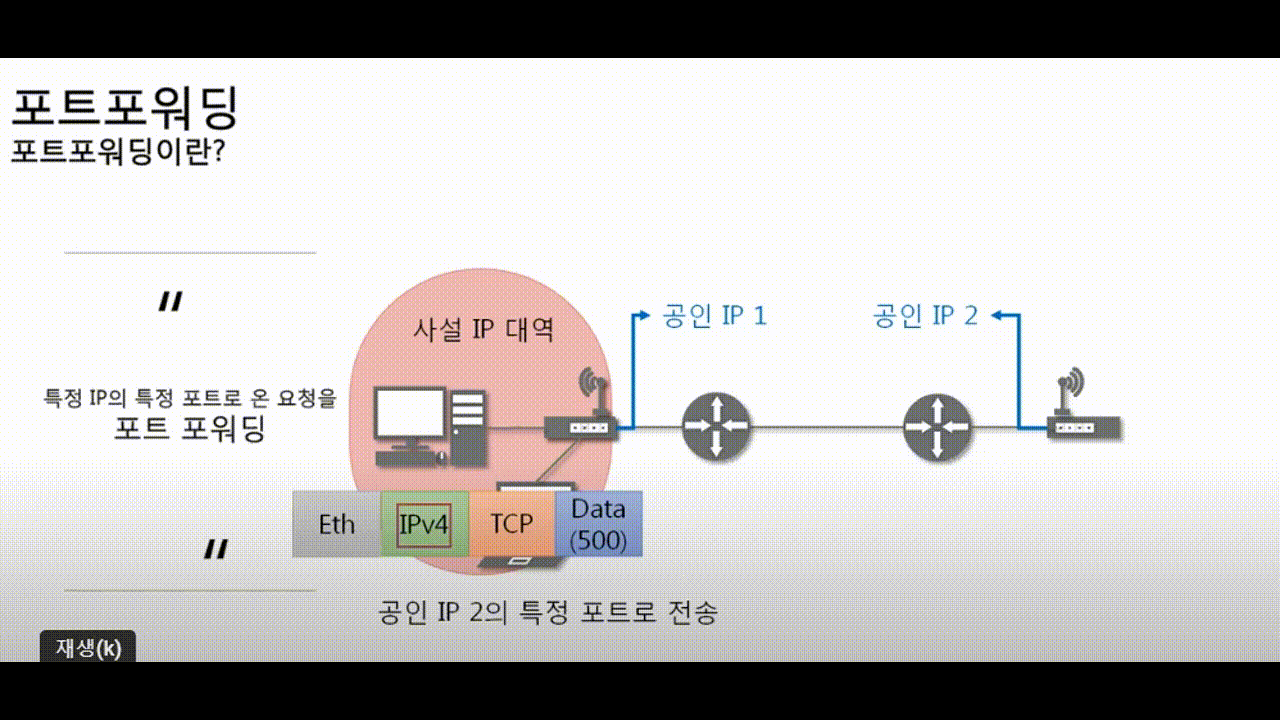 포트포워딩
포트포워딩이란?
"
특정 IP의 특정 포트로 온 요청을
포트 포워딩
"
사설 IP 대역
공인 IP 1
공인 IP 2
Eth
IPv4
TCP
Data
(500)
공인 IP 2의 특정 포트로 전송
재생(k)